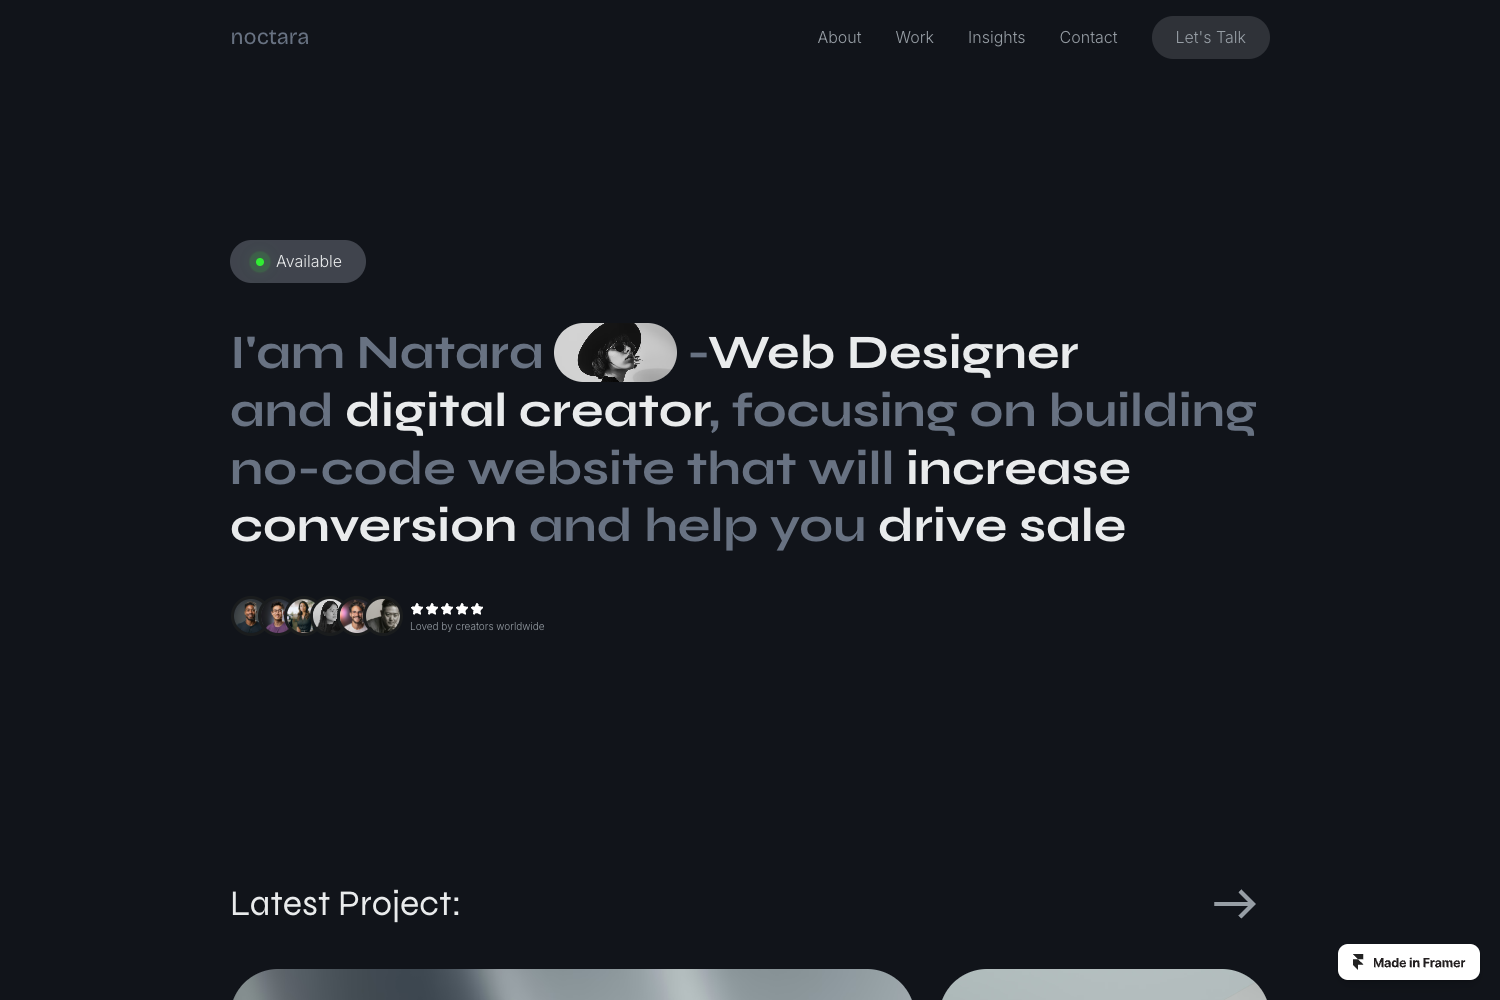 noctara
About
Work
Insights
Contact
Let's Talk
Available
I'am Natara -Web Designer
and digital creator, focusing on building
no-code website that will increase
conversion and help you drive sale
Loved by creators worldwide
Latest Project:
Made in Framer